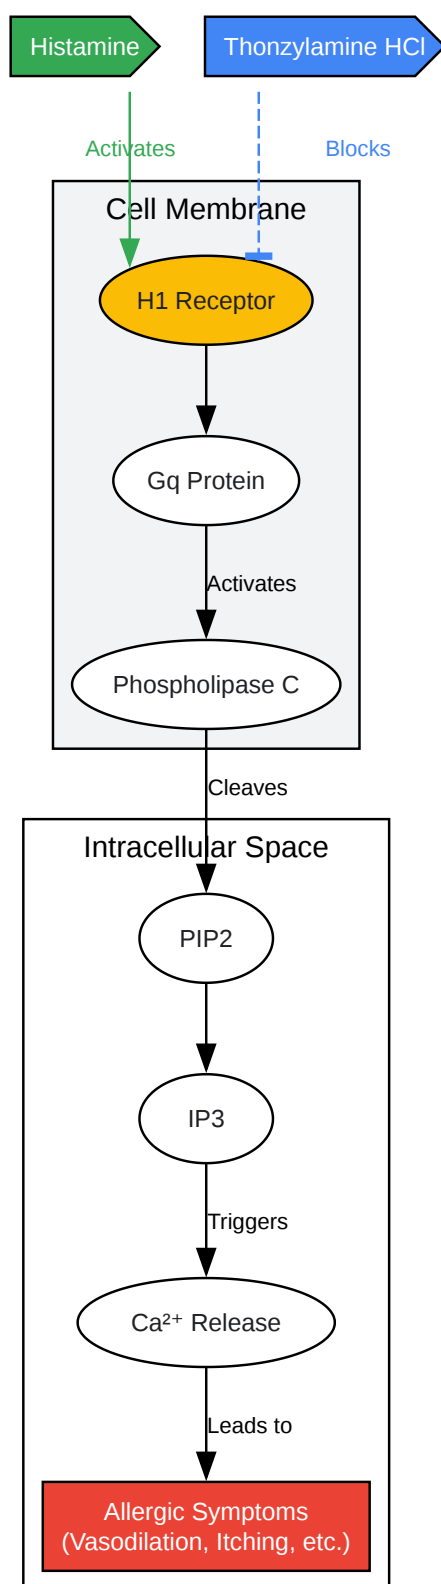 Histamine
Thonzylamine HCl
Activates
Blocks
Cell Membrane
H1 Receptor
Gq Protein
Activates
Phospholipase C
Cleaves
Intracellular Space
PIP2
IP3
Triggers
Ca²⁺ Release
Leads to
Allergic Symptoms
(Vasodilation, Itching, etc.)